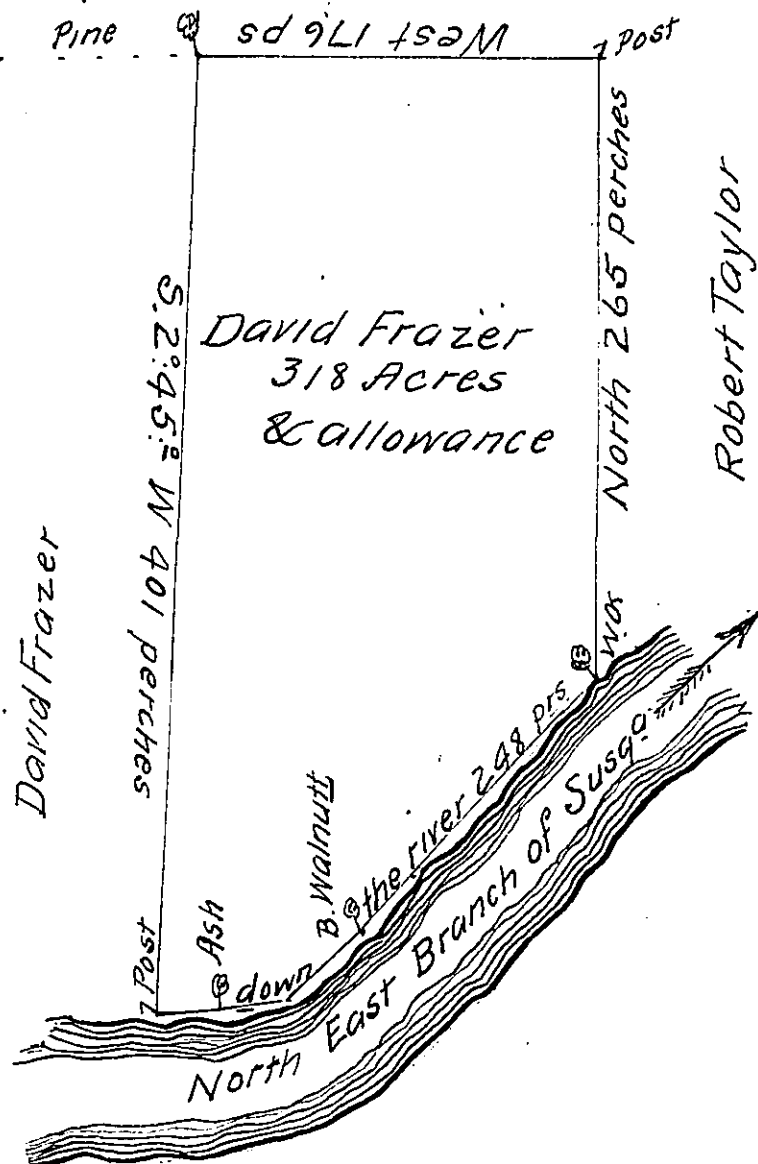 Pine
West 176 ps
Post
North 265 perches
Robert Taylor
David Frazer
318 Acres
& allowance
S. 2°: 45:º W 401 perches
David Frazer
W.O.
Post
Ash
B. Walnutt
down the river 248 prs.
North East Branch of Susqa